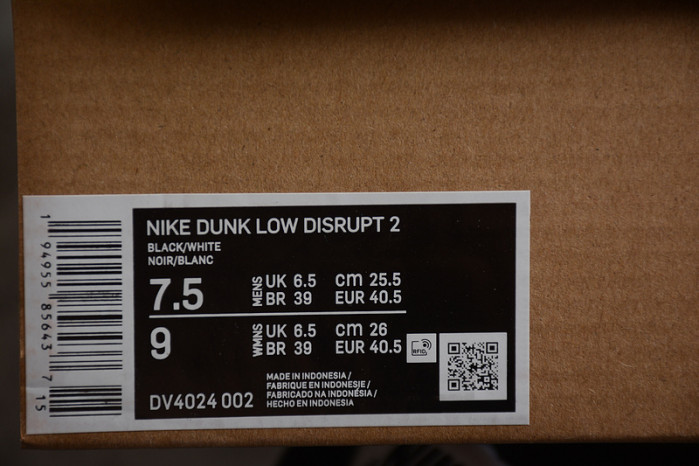 NIKE DUNK LOW DISRUPT 2
BLACK/WHITE
NOIR/BLANC
7.5 MENS UK 6.5 cm 25.5
BR 39 EUR 40.5
9 WMNS UK 6.5 cm 26
BR 39 EUR 40.5
RFID
MADE IN INDONESIA /
FABRIQUE EN INDONESIE /
FABRICADO NA INDONÉSIA /
HECHO EN INDONESIA
DV4024 002
1 94955 85643 7 15